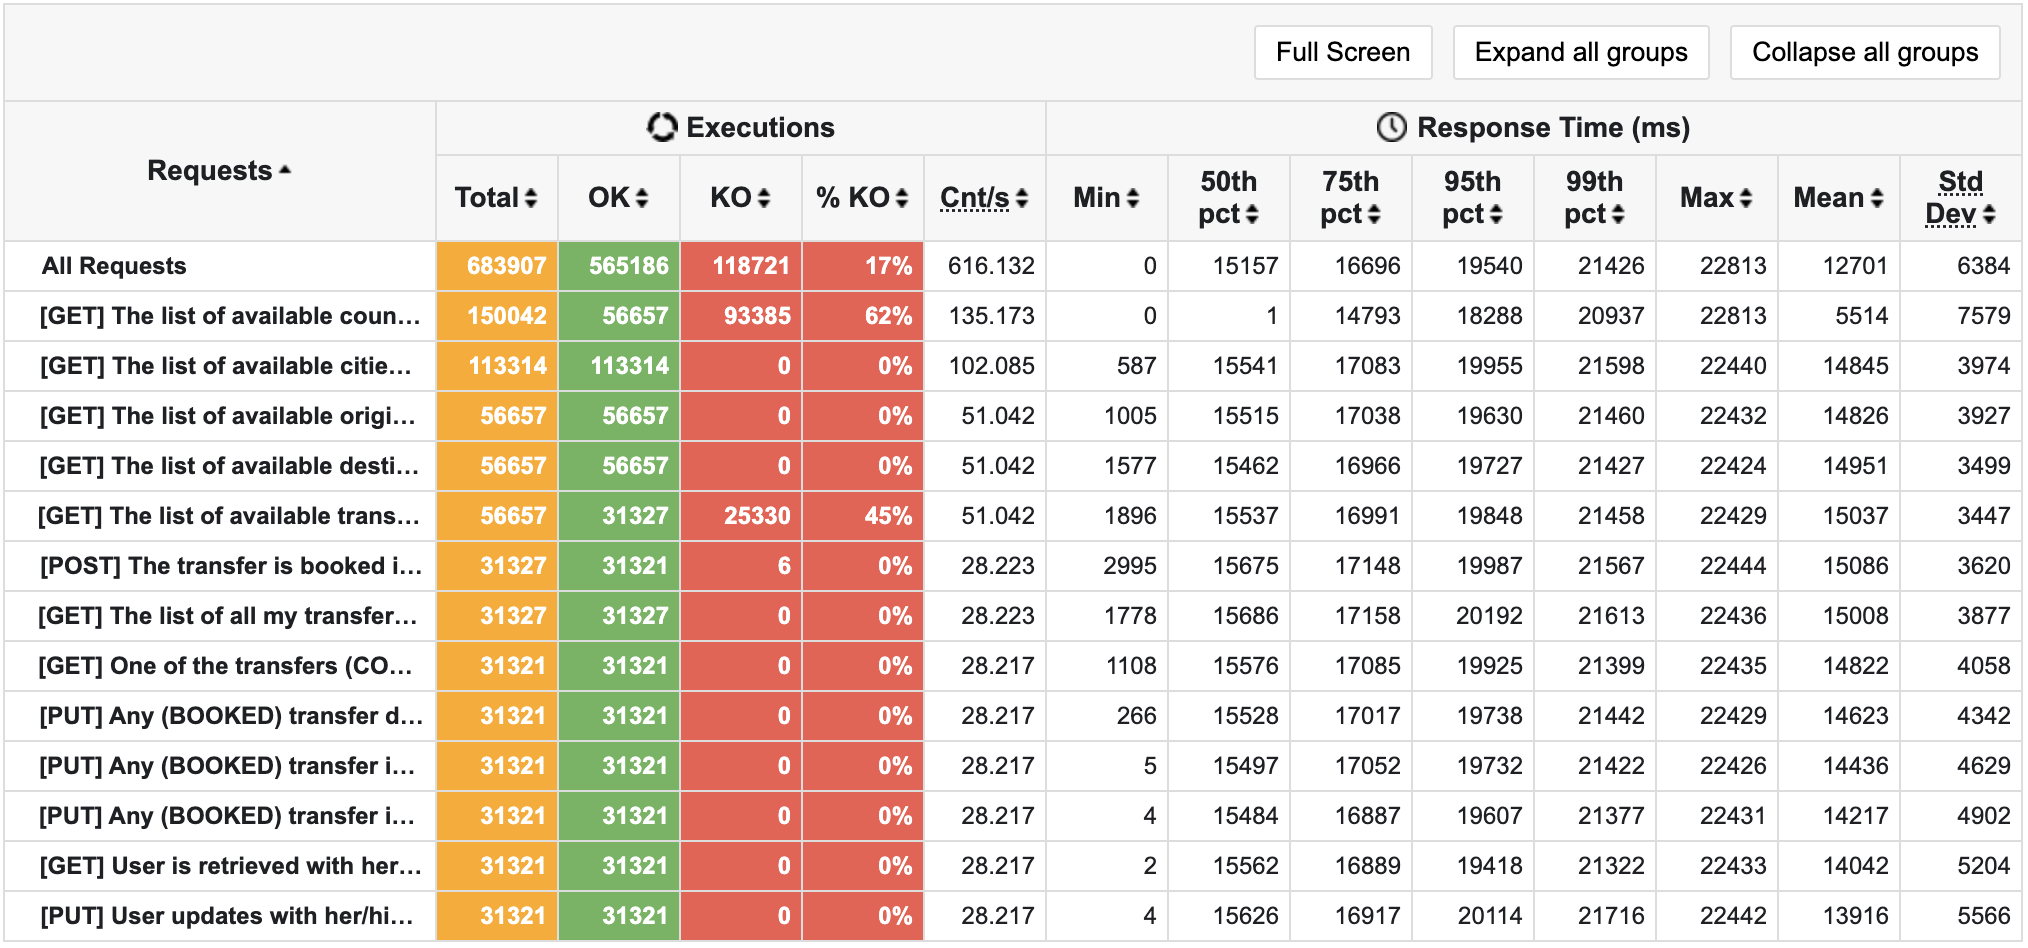 Full Screen Expand all groups Collapse all groups
Requests Executions Response Time (ms)
Total OK KO % KO Cnt/s Min 50th pct 75th pct 95th pct 99th pct Max Mean Std Dev
All Requests 683907 565186 118721 17% 616.132 0 15157 16696 19540 21426 22813 12701 6384
[GET] The list of available coun… 150042 56657 93385 62% 135.173 0 1 14793 18288 20937 22813 5514 7579
[GET] The list of available citie… 113314 113314 0 0% 102.085 587 15541 17083 19955 21598 22440 14845 3974
[GET] The list of available origi… 56657 56657 0 0% 51.042 1005 15515 17038 19630 21460 22432 14826 3927
[GET] The list of available desti… 56657 56657 0 0% 51.042 1577 15462 16966 19727 21427 22424 14951 3499
[GET] The list of available trans… 56657 31327 25330 45% 51.042 1896 15537 16991 19848 21458 22429 15037 3447
[POST] The transfer is booked i… 31327 31321 6 0% 28.223 2995 15675 17148 19987 21567 22444 15086 3620
[GET] The list of all my transfer… 31327 31327 0 0% 28.223 1778 15686 17158 20192 21613 22436 15008 3877
[GET] One of the transfers (CO… 31321 31321 0 0% 28.217 1108 15576 17085 19925 21399 22435 14822 4058
[PUT] Any (BOOKED) transfer d… 31321 31321 0 0% 28.217 266 15528 17017 19738 21442 22429 14623 4342
[PUT] Any (BOOKED) transfer i… 31321 31321 0 0% 28.217 5 15497 17052 19732 21422 22426 14436 4629
[PUT] Any (BOOKED) transfer i… 31321 31321 0 0% 28.217 4 15484 16887 19607 21377 22431 14217 4902
[GET] User is retrieved with her… 31321 31321 0 0% 28.217 2 15562 16889 19418 21322 22433 14042 5204
[PUT] User updates with her/hi… 31321 31321 0 0% 28.217 4 15626 16917 20114 21716 22442 13916 5566